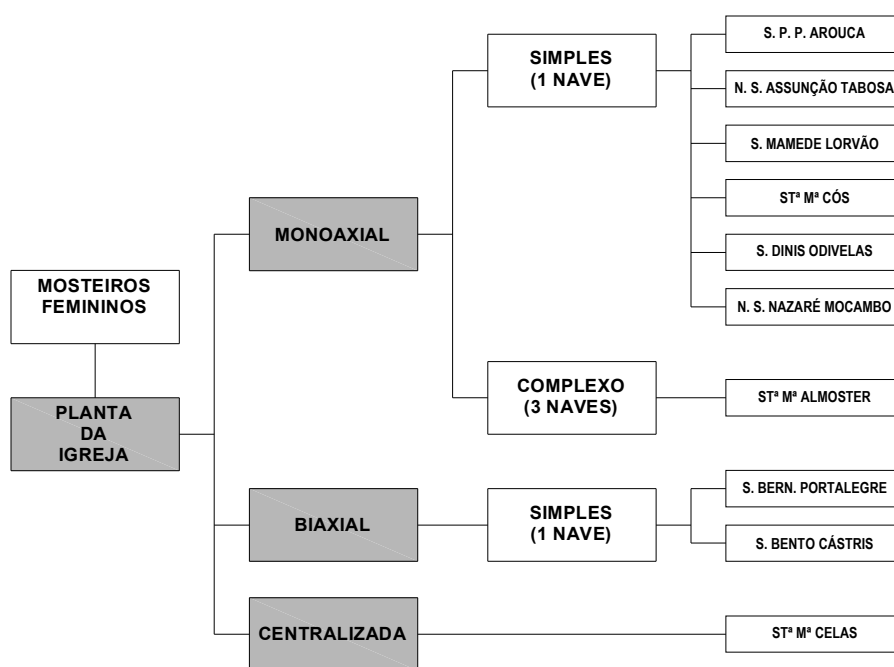 MOSTEIROS
FEMININOS
PLANTA
DA
IGREJA
MONOAXIAL
SIMPLES
(1 NAVE)
S. P. P. AROUCA
N. S. ASSUNÇÃO TABOSA
S. MAMEDE LORVÃO
STª Mª CÓS
S. DINIS ODIVELAS
N. S. NAZARÉ MOCAMBO
COMPLEXO
(3 NAVES)
STª Mª ALMOSTER
BIAXIAL
SIMPLES
(1 NAVE)
S. BERN. PORTALEGRE
S. BENTO CÁSTRIS
CENTRALIZADA
STª Mª CELAS